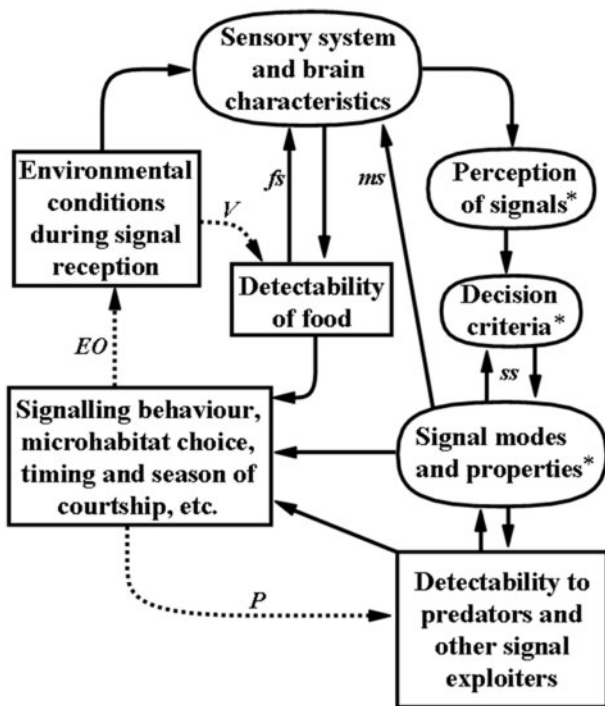 Sensory system
and brain
characteristics
Environmental
conditions
during signal
reception
V
fs
ms
Perception
of signals*
Detectability
of food
Decision
criteria*
EO
ss
Signalling behaviour,
microhabitat choice,
timing and season of
courtship, etc.
Signal modes
and properties*
P
Detectability to
predators and
other signal
exploiters